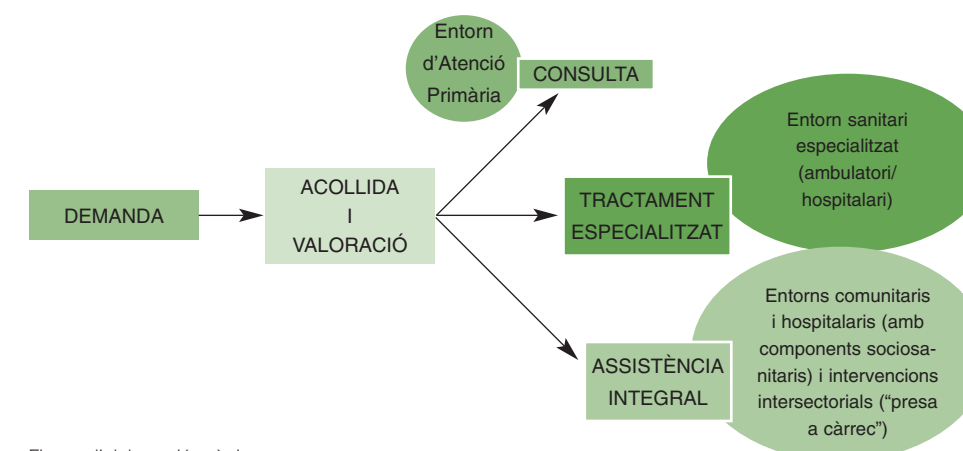 Entorn
d'Atenció
Primària
CONSULTA
DEMANDA
ACOLLIDA
I
VALORACIÓ
TRACTAMENT
ESPECIALITZAT
Entorn sanitari
especialitzat
(ambulatori/
hospitalari)
ASSISTÈNCIA
INTEGRAL
Entorns comunitaris
i hospitalaris (amb
components sociosa-
nitaris) i intervencions
intersectorials (“presa
a càrrec”)